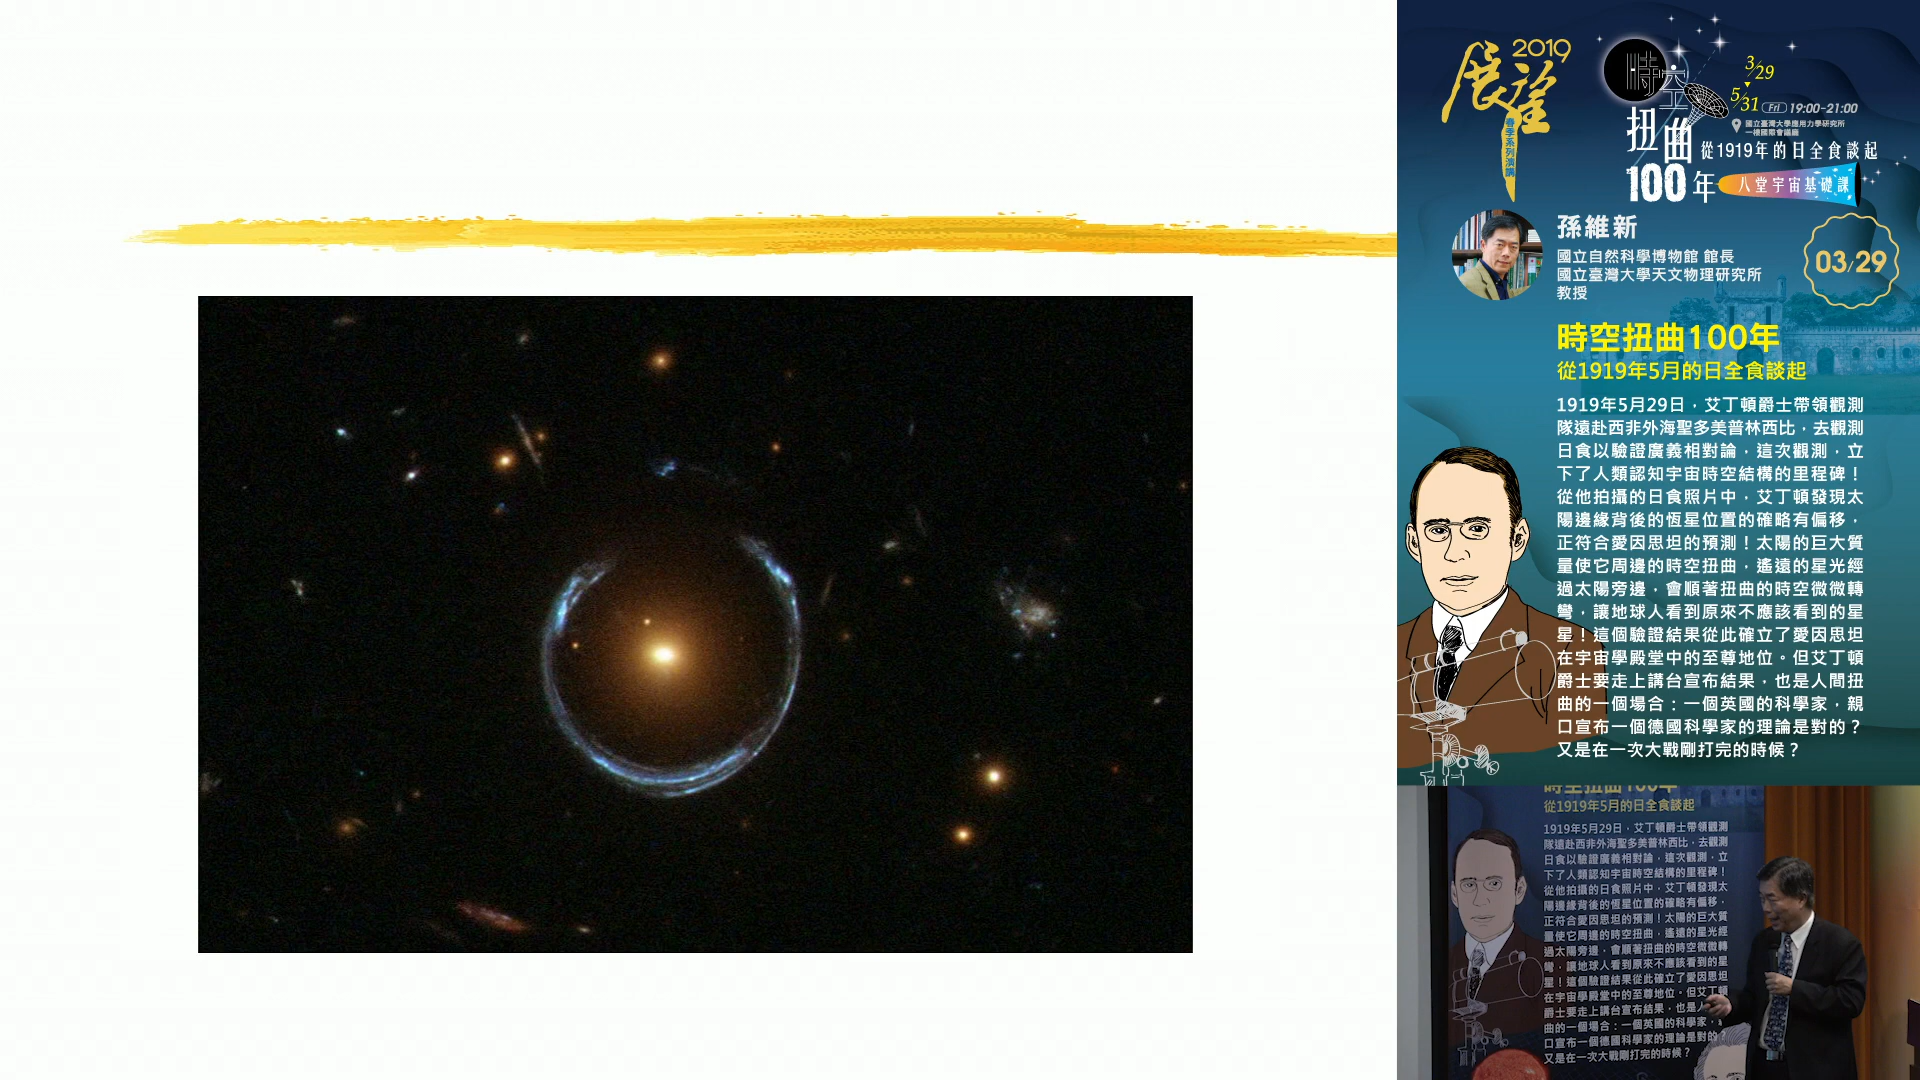 展望
2019
春季系列演講
時空
扭曲
100年
3/29
5/31 Fri 19:00-21:00
國立臺灣大學應用力學研究所
一樓國際會議廳
從1919年的日全食談起
八堂宇宙基礎課
孫維新
國立自然科學博物館 館長
國立臺灣大學天文物理研究所
教授
03/29
時空扭曲100年
從1919年5月的日全食談起
1919年5月29日，艾丁頓爵士帶領觀測
隊遠赴西非外海聖多美普林西比，去觀測
日食以驗證廣義相對論，這次觀測，立
下了人類認知宇宙時空結構的里程碑！
從他拍攝的日食照片中，艾丁頓發現太
陽邊緣背後的恆星位置的確略有偏移，
正符合愛因思坦的預測！太陽的巨大質
量使它周邊的時空扭曲，遙遠的星光經
過太陽旁邊，會順著扭曲的時空微微轉
彎，讓地球人看到原來不應該看到的星
星！這個驗證結果從此確立了愛因思坦
在宇宙學殿堂中的至尊地位。但艾丁頓
爵士要走上講台宣布結果，也是人間扭
曲的一個場合：一個英國的科學家，親
口宣布一個德國科學家的理論是對的？
又是在一次大戰剛打完的時候？
時空扭曲100年
從1919年5月的日全食談起
1919年5月29日，艾丁頓爵士帶領觀測
隊遠赴西非外海聖多美普林西比，去觀測
日食以驗證廣義相對論，這次觀測，立
下了人類認知宇宙時空結構的里程碑！
從他拍攝的日食照片中，艾丁頓發現太
陽邊緣背後的恆星位置的確略有偏移，
正符合愛因思坦的預測！太陽的巨大質
量使它周邊的時空扭曲，遙遠的星光經
過太陽旁邊，會順著扭曲的時空微微轉
彎，讓地球人看到原來不應該看到的星
星！這個驗證結果從此確立了愛因思坦
在宇宙學殿堂中的至尊地位。但艾丁頓
爵士要走上講台宣布結果，也是人
曲的一個場合：一個英國的科學家，
口宣布一個德國科學家的理論是對的？
又是在一次大戰剛打完的時候？